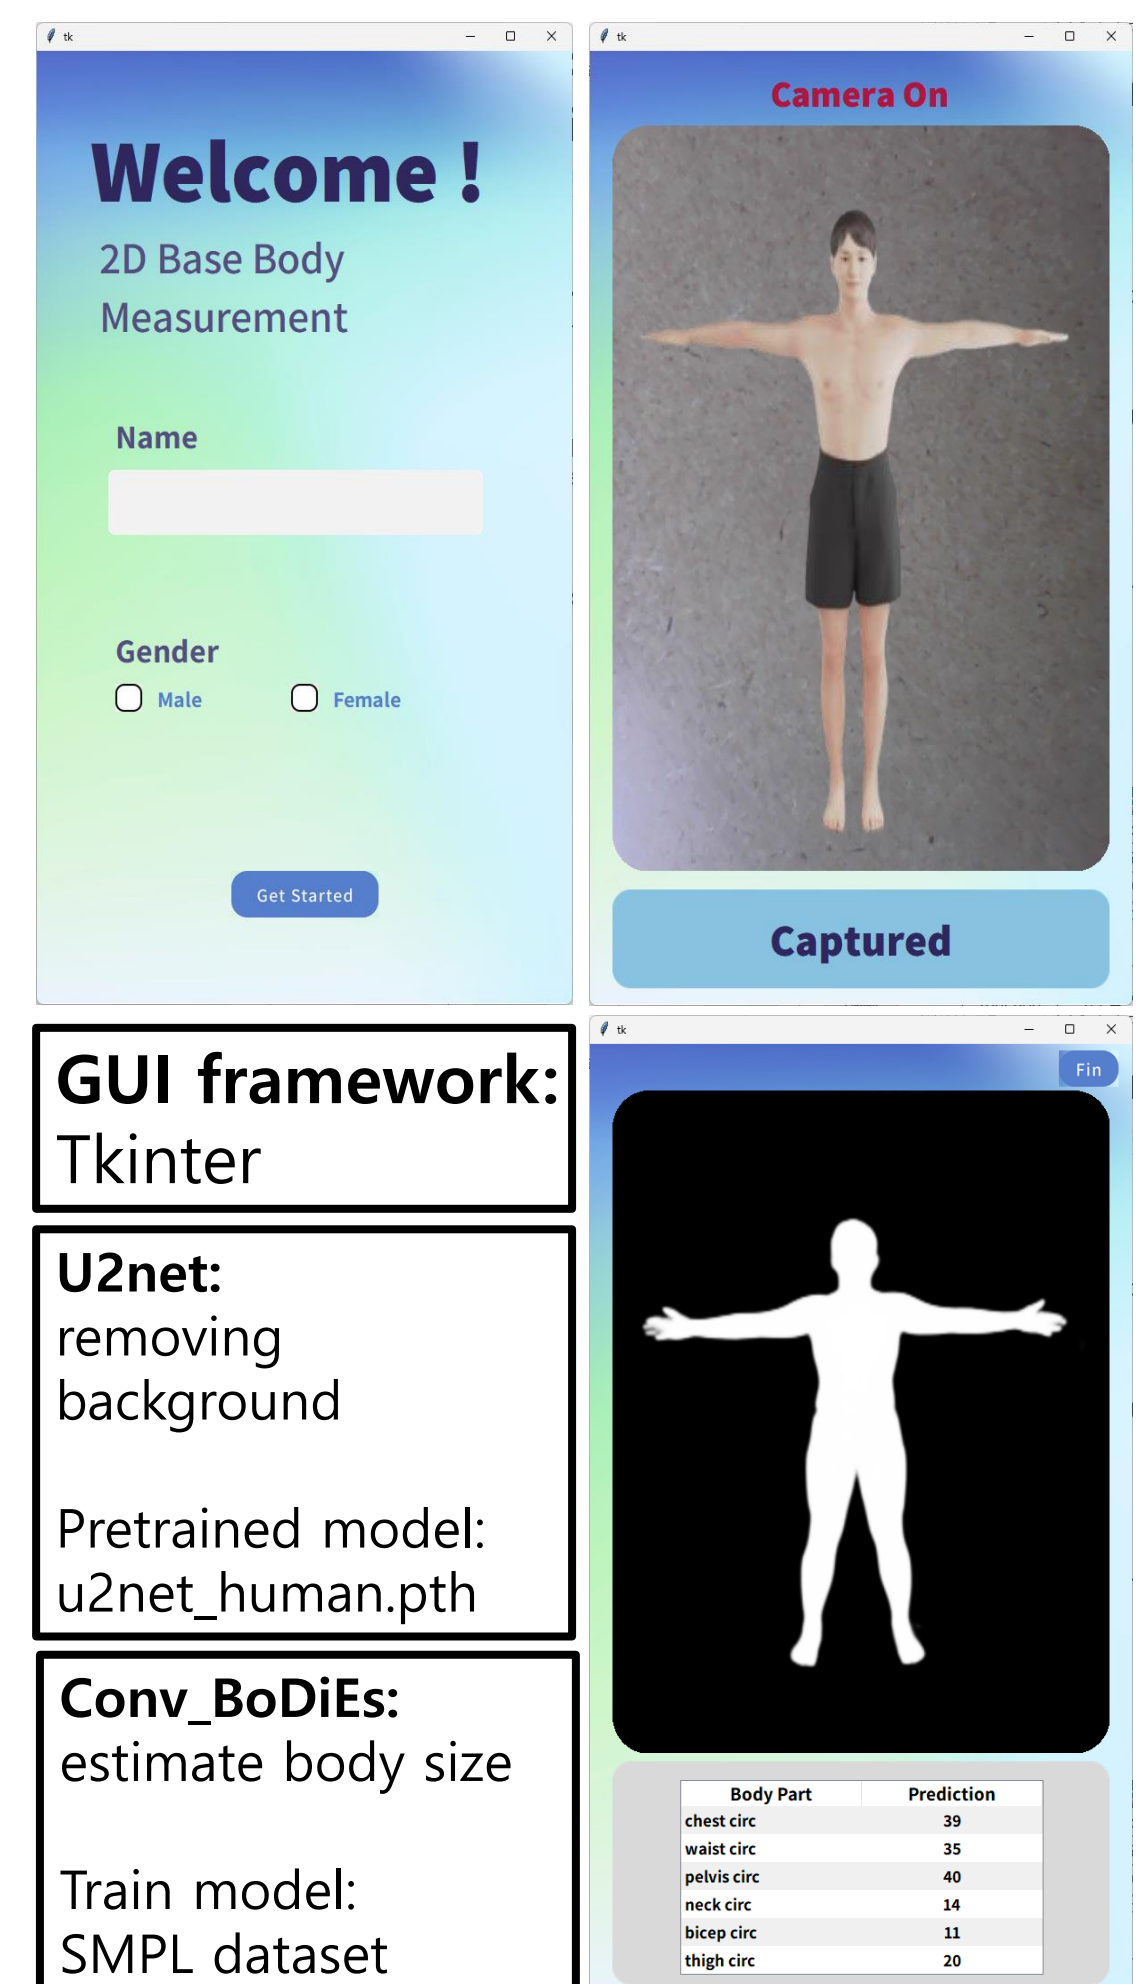 tk
Welcome !
2D Base Body
Measurement
Name
Gender
Male Female
Get Started
tk
Camera On
Captured
GUI framework:
Tkinter
U2net:
removing
background
Pretrained model:
u2net_human.pth
Conv_BoDiEs:
estimate body size
Train model:
SMPL dataset
tk
Fin
Body Part Prediction
chest circ 39
waist circ 35
pelvis circ 40
neck circ 14
bicep circ 11
thigh circ 20